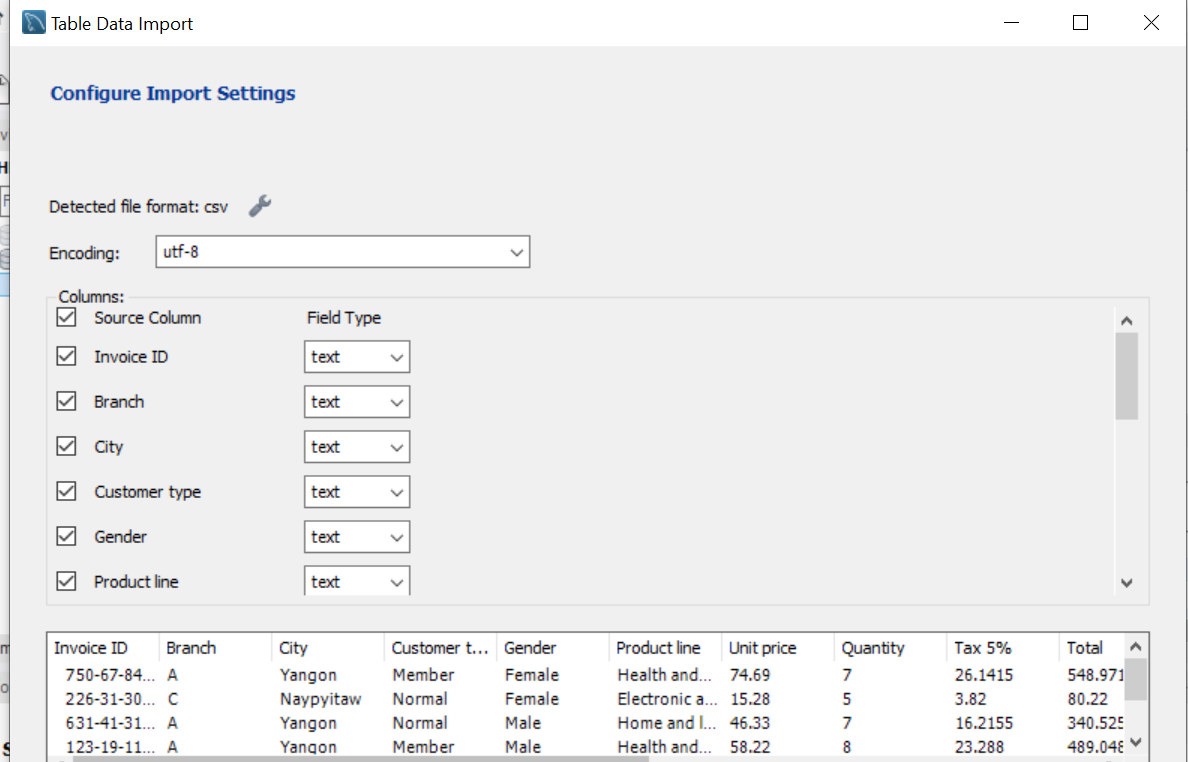 Table Data Import
Configure Import Settings
Detected file format: csv
Encoding: utf-8
Columns:
Source Column Field Type
Invoice ID text
Branch text
City text
Customer type text
Gender text
Product line text
Invoice ID Branch City Customer t... Gender Product line Unit price Quantity Tax 5% Total
750-67-84... A Yangon Member Female Health and... 74.69 7 26.1415 548.971
226-31-30... C Naypyitaw Normal Female Electronic a... 15.28 5 3.82 80.22
631-41-31... A Yangon Normal Male Home and l... 46.33 7 16.2155 340.525
123-19-11... A Yangon Member Male Health and... 58.22 8 23.288 489.048